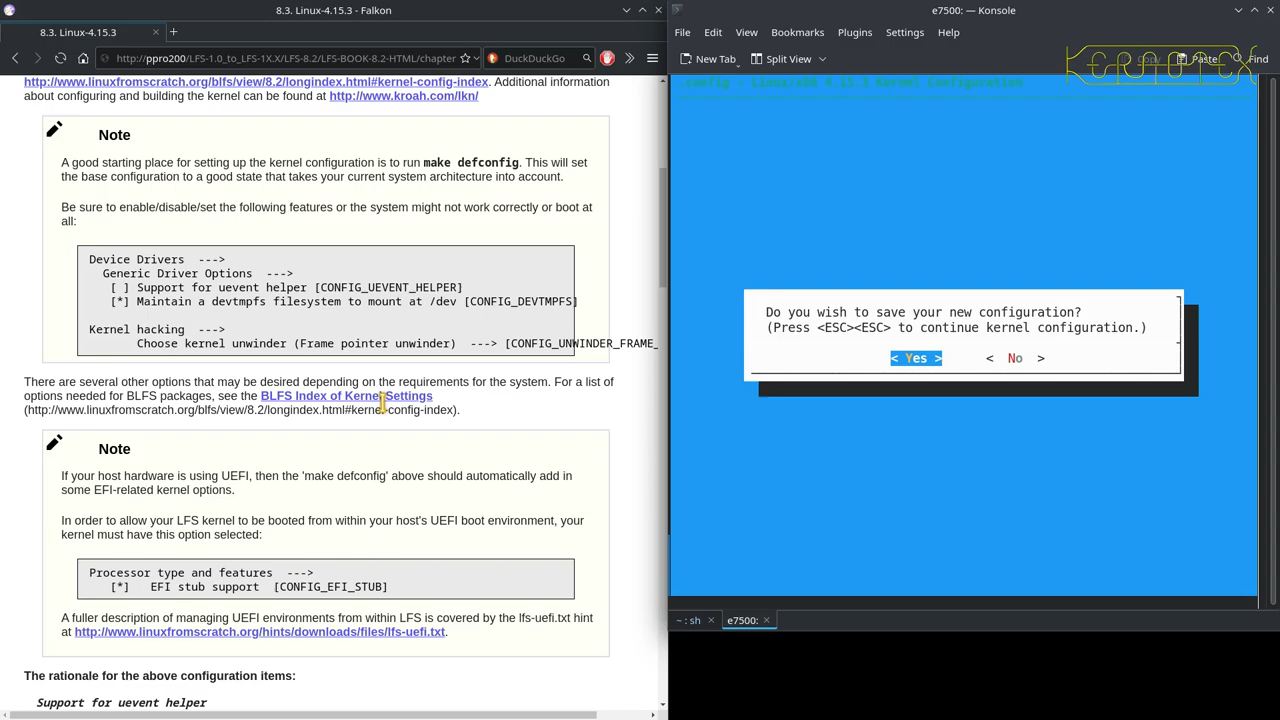 8.3. Linux-4.15.3 - Falkon
8.3. Linux-4.15.3
http://ppro200/LFS-1.0_to_LFS-1X.X/LFS-8.2/LFS-BOOK-8.2-HTML/chapter
DuckDuckGo
http://www.linuxfromscratch.org/blfs/view/8.2/longindex.html#kernel-config-index. Additional information
about configuring and building the kernel can be found at http://www.kroah.com/lkn/
Note
A good starting place for setting up the kernel configuration is to run make defconfig. This will set
the base configuration to a good state that takes your current system architecture into account.
Be sure to enable/disable/set the following features or the system might not work correctly or boot at
all:
Device Drivers --->
Generic Driver Options --->
[ ] Support for uevent helper [CONFIG_UEVENT_HELPER]
[*] Maintain a devtmpfs filesystem to mount at /dev [CONFIG_DEVTMPFS]
Kernel hacking --->
Choose kernel unwinder (Frame pointer unwinder) ---> [CONFIG_UNWINDER_FRAME_
There are several other options that may be desired depending on the requirements for the system. For a list of
options needed for BLFS packages, see the BLFS Index of Kernel Settings
(http://www.linuxfromscratch.org/blfs/view/8.2/longindex.html#kernel-config-index).
Note
If your host hardware is using UEFI, then the 'make defconfig' above should automatically add in
some EFI-related kernel options.
In order to allow your LFS kernel to be booted from within your host's UEFI boot environment, your
kernel must have this option selected:
Processor type and features --->
[*] EFI stub support [CONFIG_EFI_STUB]
A fuller description of managing UEFI environments from within LFS is covered by the lfs-uefi.txt hint
at http://www.linuxfromscratch.org/hints/downloads/files/lfs-uefi.txt.
The rationale for the above configuration items:
Support for uevent helper
e7500: — Konsole
File Edit View Bookmarks Plugins Settings Help
New Tab Split View Copy Paste Find
.config - Linux/x86 4.15.3 Kernel Configuration
Do you wish to save your new configuration?
(Press <ESC><ESC> to continue kernel configuration.)
< Yes > < No >
~ : sh
e7500: